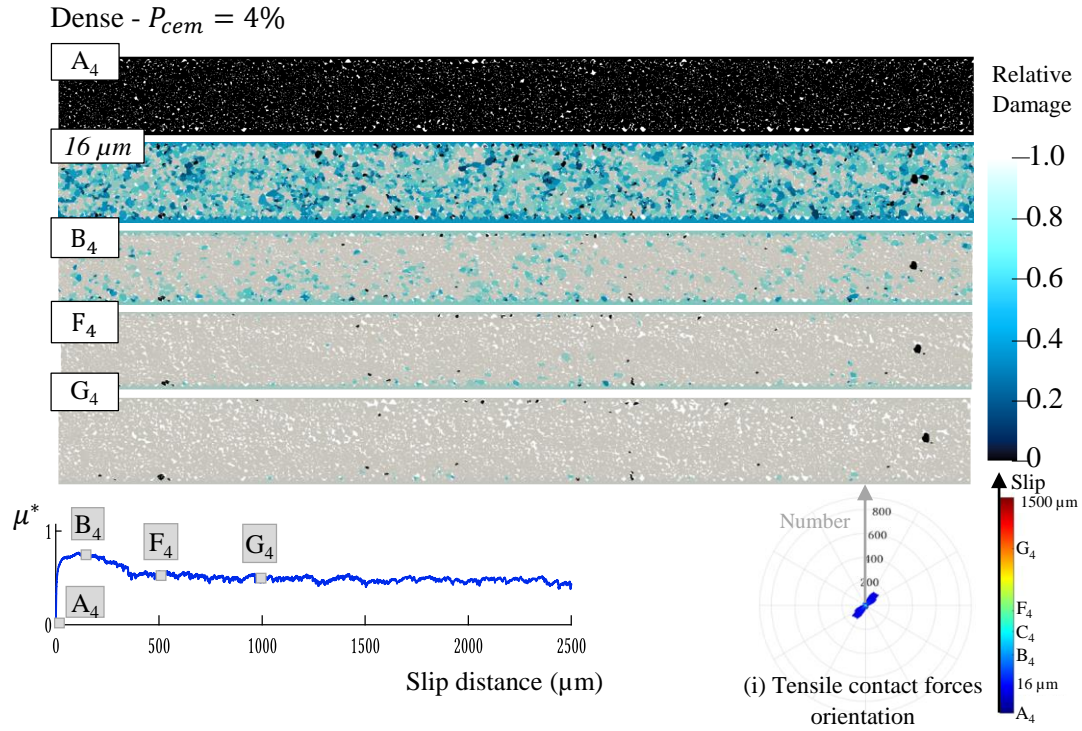 Dense - P_cem = 4%
A₄
16 µm
B₄
F₄
G₄
Relative
Damage
1.0
0.8
0.6
0.4
0.2
0
µ*
1
0
B₄
F₄
G₄
A₄
0
500
1000
1500
2000
2500
Slip distance (µm)
Number
800
600
400
200
(i) Tensile contact forces
orientation
Slip
1500 µm
G₄
F₄
C₄
B₄
16 µm
A₄